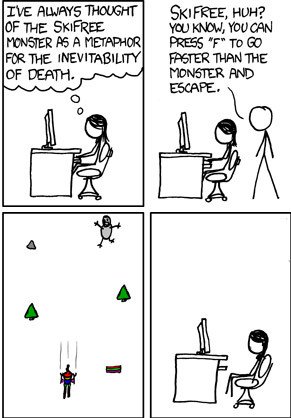 I'VE ALWAYS THOUGHT
OF THE SKIFREE
MONSTER AS A METAPHOR
FOR THE INEVITABILITY
OF DEATH.
SKIFREE, HUH?
YOU KNOW, YOU CAN
PRESS "F" TO GO
FASTER THAN THE
MONSTER AND
ESCAPE.